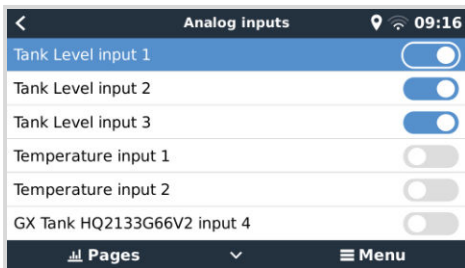 Analog inputs 09:16
Tank Level input 1
Tank Level input 2
Tank Level input 3
Temperature input 1
Temperature input 2
GX Tank HQ2133G66V2 input 4
Pages Menu